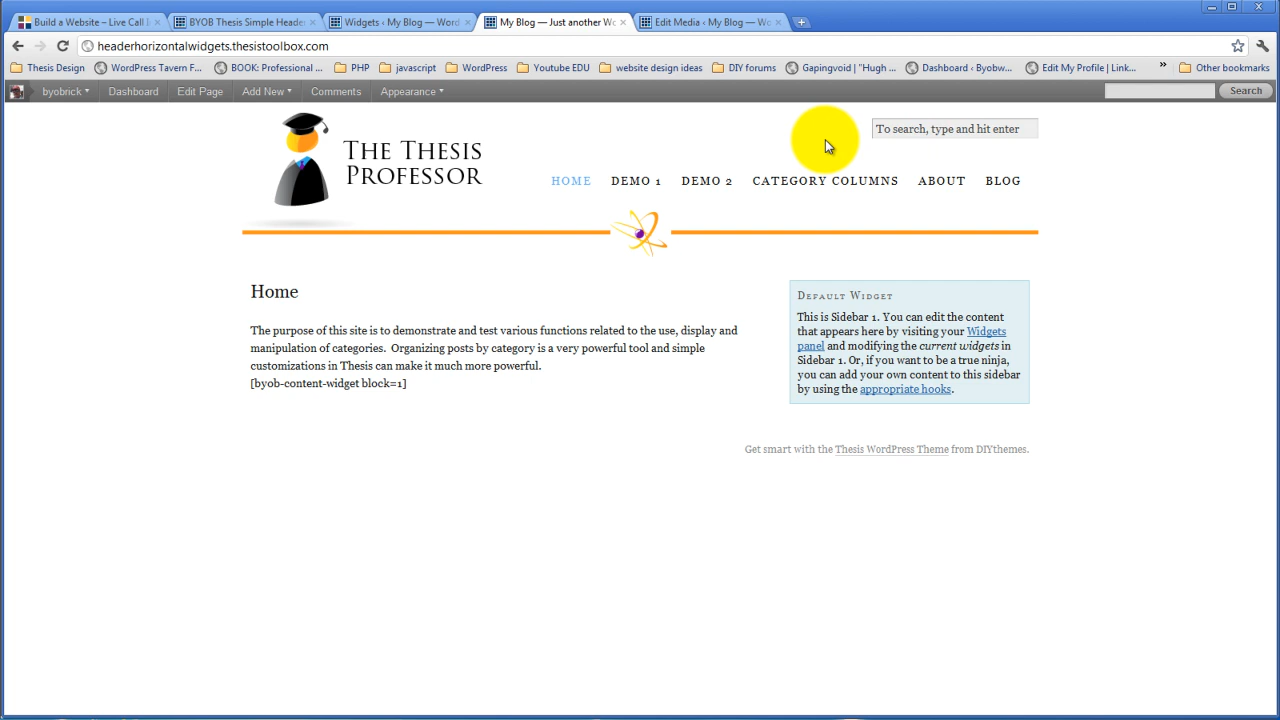 Build a Website – Live Call I
BYOB Thesis Simple Heade
Widgets ‹ My Blog — Word
My Blog — Just another Wo
Edit Media ‹ My Blog — Wo
headerhorizontalwidgets.thesistoolbox.com
Thesis Design
WordPress Tavern F...
BOOK: Professional ...
PHP
javascript
WordPress
Youtube EDU
website design ideas
DIY forums
Gapingvoid | "Hugh ...
Dashboard ‹ Byobw...
Edit My Profile | Link...
»
Other bookmarks
byobrick
Dashboard
Edit Page
Add New
Comments
Appearance
Search
The Thesis
Professor
To search, type and hit enter
HOME
DEMO 1
DEMO 2
CATEGORY COLUMNS
ABOUT
BLOG
Home
The purpose of this site is to demonstrate and test various functions related to the use, display and
manipulation of categories.  Organizing posts by category is a very powerful tool and simple
customizations in Thesis can make it much more powerful.
[byob-content-widget block=1]
Default Widget
This is Sidebar 1. You can edit the content
that appears here by visiting your Widgets
panel and modifying the current widgets in
Sidebar 1. Or, if you want to be a true ninja,
you can add your own content to this sidebar
by using the appropriate hooks.
Get smart with the Thesis WordPress Theme from DIYthemes.